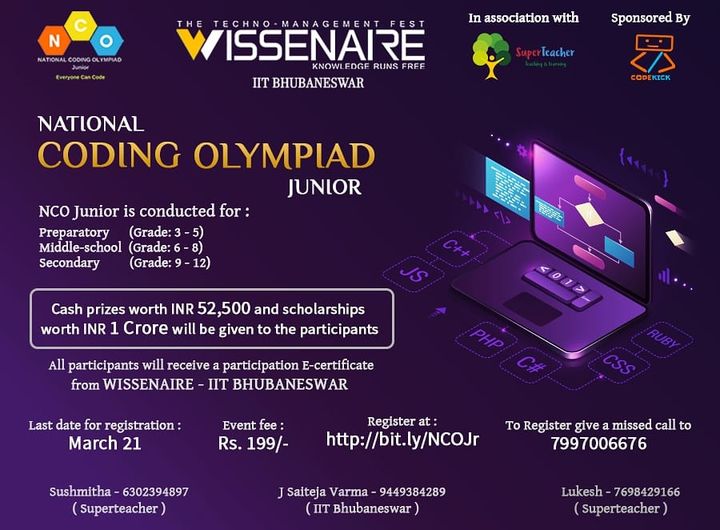 NCO
NATIONAL CODING OLYMPIAD
Junior
Everyone Can Code
THE TECHNO-MANAGEMENT FEST
WISSENAIRE
KNOWLEDGE RUNS FREE
IIT BHUBANESWAR
In association with
SuperTeacher
Teaching & Learning
Sponsored By
CODEKICK
NATIONAL
CODING OLYMPIAD
JUNIOR
NCO Junior is conducted for :
Preparatory (Grade: 3 - 5)
Middle-school (Grade: 6 - 8)
Secondary (Grade: 9 - 12)
Cash prizes worth INR 52,500 and scholarships
worth INR 1 Crore will be given to the participants
All participants will receive a participation E-certificate
from WISSENAIRE - IIT BHUBANESWAR
C++
JS
PHP
C#
CSS
RUBY
Last date for registration :
March 21
Event fee :
Rs. 199/-
Register at :
http://bit.ly/NCOJr
To Register give a missed call to
7997006676
Sushmitha - 6302394897
( Superteacher )
J Saiteja Varma - 9449384289
( IIT Bhubaneswar )
Lukesh - 7698429166
( Superteacher )